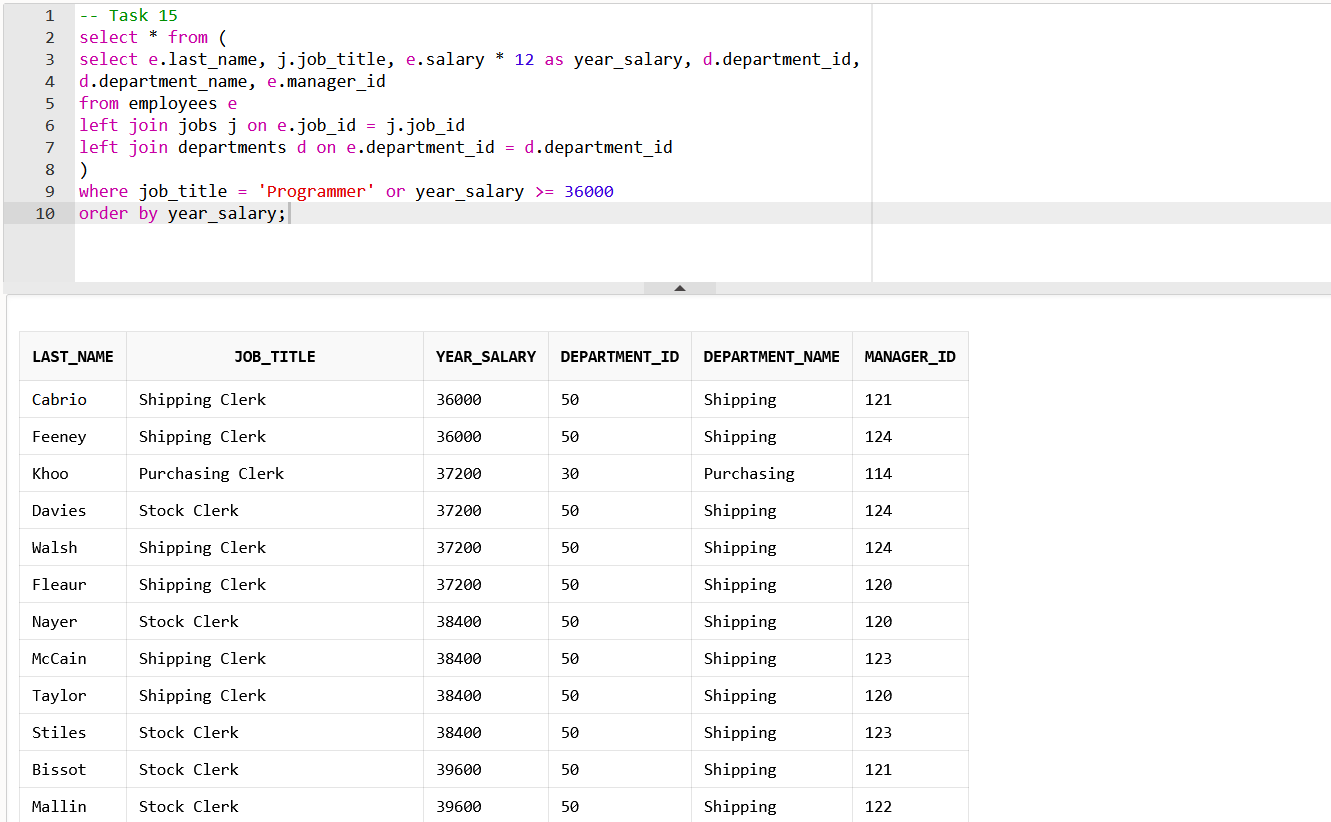 1 -- Task 15
2 select * from (
3 select e.last_name, j.job_title, e.salary * 12 as year_salary, d.department_id,
4 d.department_name, e.manager_id
5 from employees e
6 left join jobs j on e.job_id = j.job_id
7 left join departments d on e.department_id = d.department_id
8 )
9 where job_title = 'Programmer' or year_salary >= 36000
10 order by year_salary;
LAST_NAME JOB_TITLE YEAR_SALARY DEPARTMENT_ID DEPARTMENT_NAME MANAGER_ID
Cabrio Shipping Clerk 36000 50 Shipping 121
Feeney Shipping Clerk 36000 50 Shipping 124
Khoo Purchasing Clerk 37200 30 Purchasing 114
Davies Stock Clerk 37200 50 Shipping 124
Walsh Shipping Clerk 37200 50 Shipping 124
Fleaur Shipping Clerk 37200 50 Shipping 120
Nayer Stock Clerk 38400 50 Shipping 120
McCain Shipping Clerk 38400 50 Shipping 123
Taylor Shipping Clerk 38400 50 Shipping 120
Stiles Stock Clerk 38400 50 Shipping 123
Bissot Stock Clerk 39600 50 Shipping 121
Mallin Stock Clerk 39600 50 Shipping 122